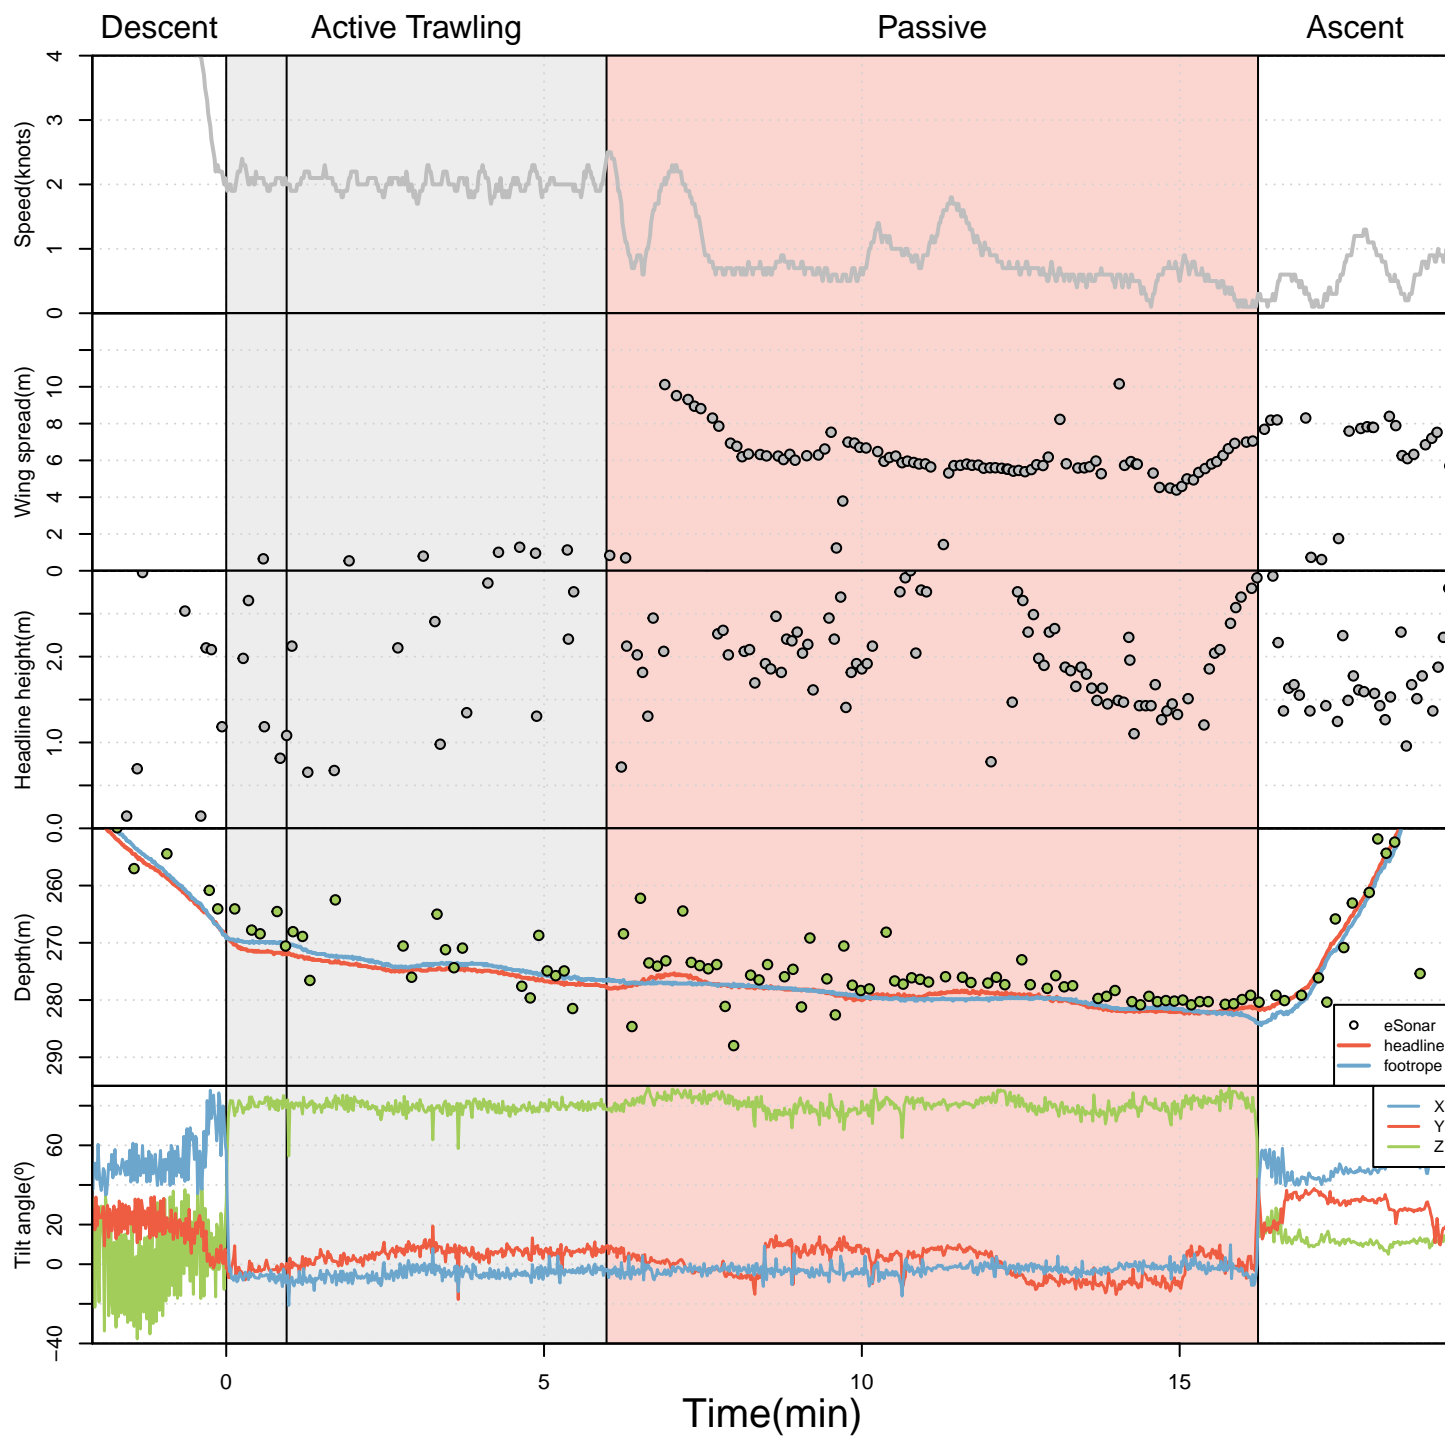 Descent Active Trawling Passive Ascent
Speed(knots)
4
3
2
1
0
Wing spread(m)
10
8
6
4
2
0
Headline height(m)
2.0
1.0
0.0
Depth(m)
260
270
280
290
eSonar
headline
footrope
Tilt angle(º)
60
20
0
−40
X
Y
Z
0 5 10 15
Time(min)